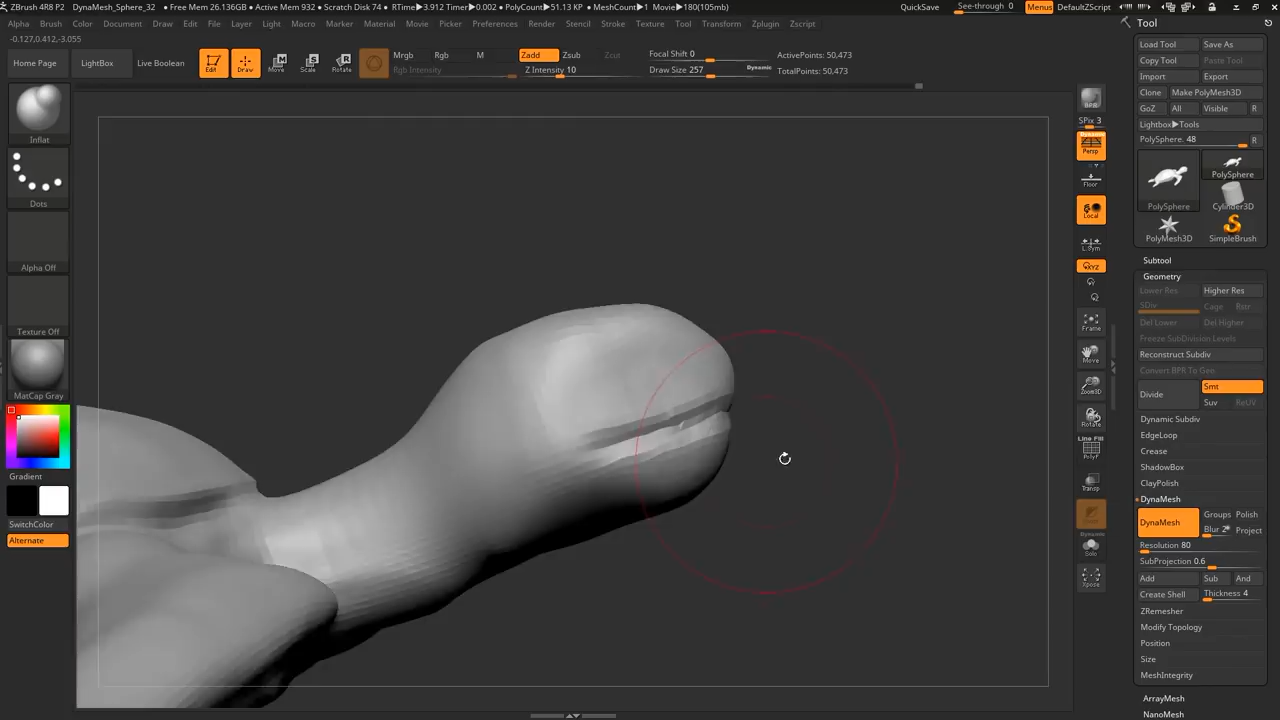 ZBrush 4R8 P2 DynaMesh_Sphere_32 • Free Mem 26.136GB • Active Mem 932 • Scratch Disk 74 • RTime▶3.912 Timer▶0.002 • PolyCount▶51.13 KP • MeshCount▶1 Movie▶180(105mb) QuickSave See-through 0 Menus DefaultZScript
Alpha Brush Color Document Draw Edit File Layer Light Macro Marker Material Movie Picker Preferences Render Stencil Stroke Texture Tool Transform Zplugin Zscript
-0.127,0.412,-3.055
Home Page LightBox Live Boolean Edit Draw Move Scale Rotate
Mrgb Rgb M
Rgb Intensity
Zadd Zsub Zcut
Z Intensity 10
Focal Shift 0
Draw Size 257 Dynamic
ActivePoints: 50,473
TotalPoints: 50,473
Inflat
Dots
Alpha Off
Texture Off
MatCap Gray
Gradient
SwitchColor
Alternate
BPR
SPix 3
Dynamic
Persp
Floor
Local
L.Sym
XYZ
Frame
Move
Zoom3D
Rotate
Line Fill
PolyF
Transp
Dynamic
Solo
Xpose
Tool
Load Tool Save As
Copy Tool Paste Tool
Import Export
Clone Make PolyMesh3D
GoZ All Visible R
Lightbox▶Tools
PolySphere. 48 R
PolySphere PolySphere
Cylinder3D
PolyMesh3D SimpleBrush
Subtool
Geometry
Lower Res Higher Res
SDiv Cage Rstr
Del Lower Del Higher
Freeze SubDivision Levels
Reconstruct Subdiv
Convert BPR To Geo
Divide Smt
Suv ReUV
Dynamic Subdiv
EdgeLoop
Crease
ShadowBox
ClayPolish
DynaMesh
DynaMesh Groups Polish
Blur 2 Project
Resolution 80
SubProjection 0.6
Add Sub And
Create Shell Thickness 4
ZRemesher
Modify Topology
Position
Size
MeshIntegrity
ArrayMesh
NanoMesh